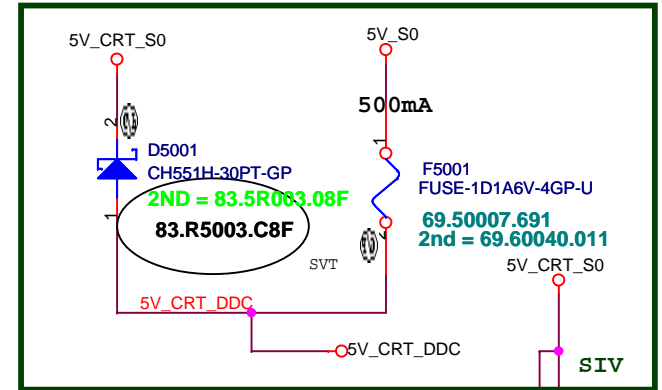 5V_CRT_S0
5V_S0
500mA
2
1
D5001
CH551H-30PT-GP
2ND = 83.5R003.08F
83.R5003.C8F
1
F5001
FUSE-1D1A6V-4GP-U
69.50007.691
2nd = 69.60040.011
2
SVT
5V_CRT_S0
5V_CRT_DDC
5V_CRT_DDC
SIV